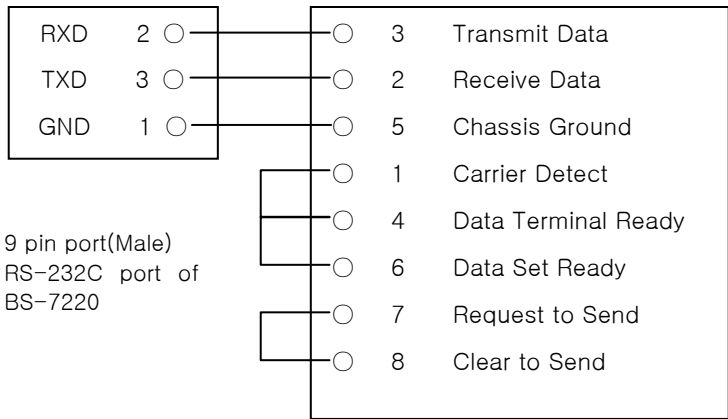 RXD 2 3 Transmit Data
TXD 3 2 Receive Data
GND 1 5 Chassis Ground
1 Carrier Detect
4 Data Terminal Ready
6 Data Set Ready
7 Request to Send
8 Clear to Send
9 pin port(Male)
RS-232C port of
BS-7220